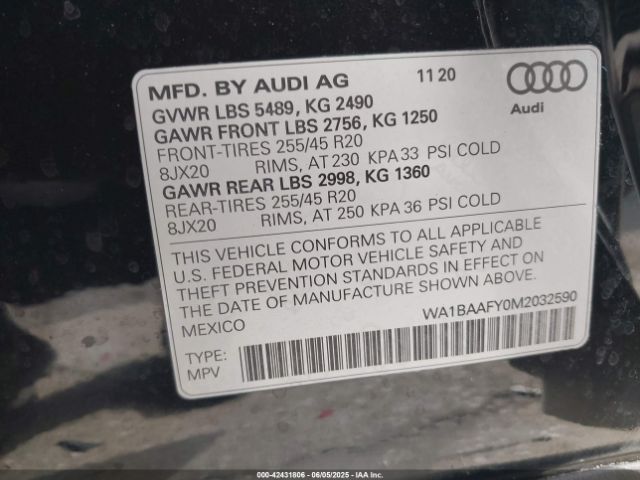 MFD. BY AUDI AG 11 20
GVWR LBS 5489, KG 2490
GAWR FRONT LBS 2756, KG 1250
FRONT-TIRES 255/45 R20
8JX20 RIMS, AT 230 KPA 33 PSI COLD
GAWR REAR LBS 2998, KG 1360
REAR-TIRES 255/45 R20
8JX20 RIMS, AT 250 KPA 36 PSI COLD
Audi
THIS VEHICLE CONFORMS TO ALL APPLICABLE
U.S. FEDERAL MOTOR VEHICLE SAFETY AND
THEFT PREVENTION STANDARDS IN EFFECT ON
THE DATE OF MANUFACTURE SHOWN ABOVE.
MEXICO
WA1BAAFY0M2032590
TYPE:
MPV
000-42431806 - 06/05/2025 - IAA Inc.